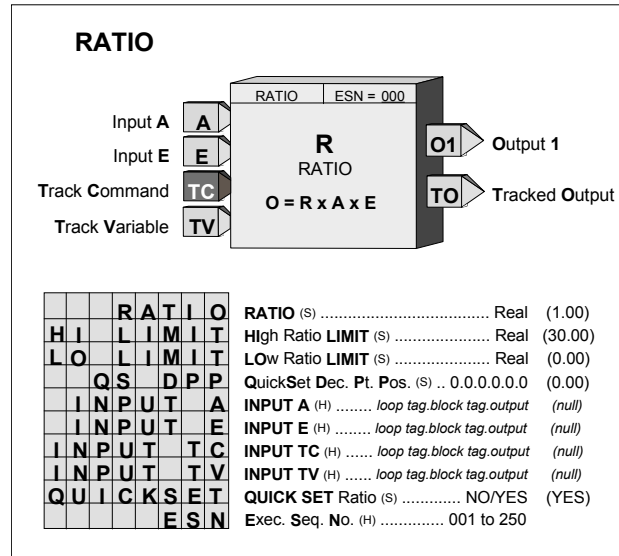 RATIO
RATIO ESN = 000
Input A A
Input E E
Track Command TC
Track Variable TV
R
RATIO
O = R x A x E
O1 Output 1
TO Tracked Output
RATIO RATIO (S) ..................................... Real (1.00)
HI LIMIT HIgh Ratio LIMIT (S) .................... Real (30.00)
LO LIMIT LOw Ratio LIMIT (S) .................... Real (0.00)
QS DPP QuickSet Dec. Pt. Pos. (S) .. 0.0.0.0.0.0 (0.00)
INPUT A INPUT A (H) ........ loop tag.block tag.output (null)
INPUT E INPUT E (H) ....... loop tag.block tag.output (null)
INPUT TC INPUT TC (H) ...... loop tag.block tag.output (null)
INPUT TV INPUT TV (H) ...... loop tag.block tag.output (null)
QUICKSET QUICK SET Ratio (S) ............. NO/YES (YES)
ESN Exec. Seq. No. (H) .............. 001 to 250